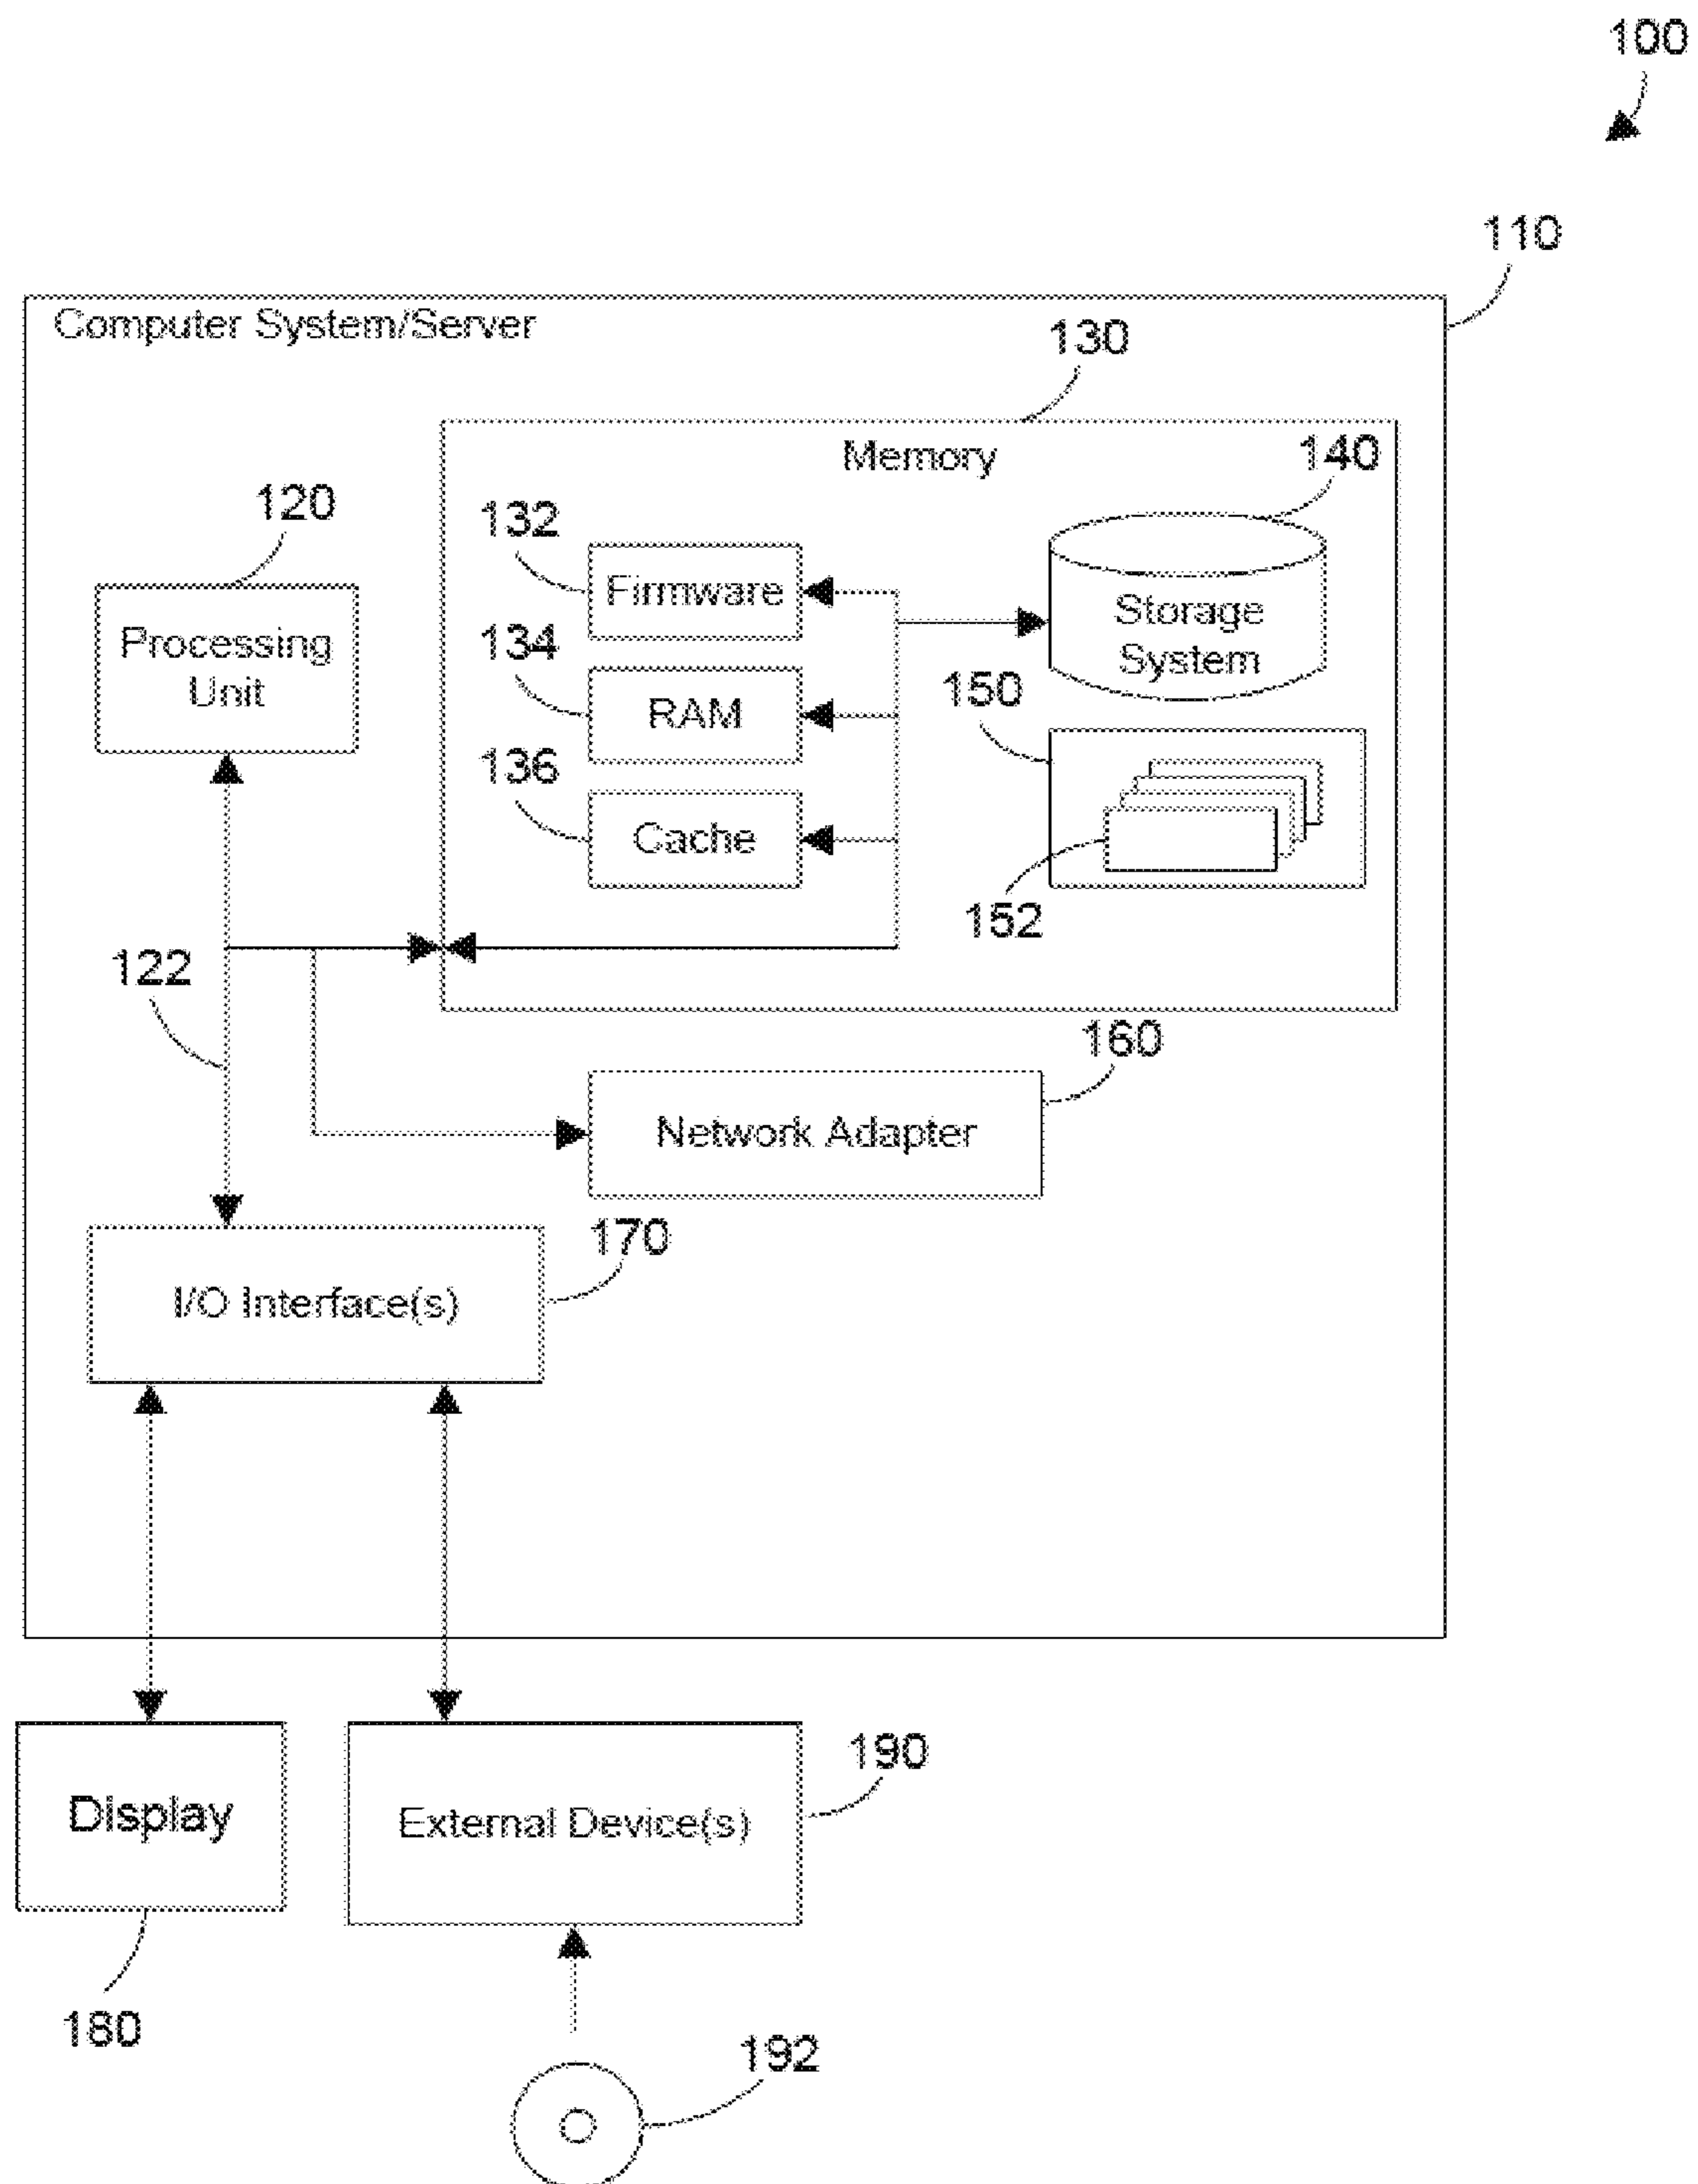 100
110
Computer System/Server
130
Memory
140
120
132
Firmware
Processing
Unit
Storage
System
134
RAM
150
136
Cache
152
122
160
Network Adapter
170
I/O Interface(s)
190
Display
External Device(s)
180
192